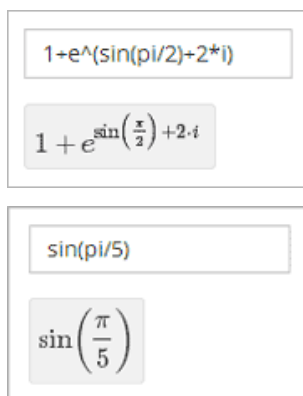 1+e^(sin(pi/2)+2*i)
1 + e^{sin(π/2)+2·i}
sin(pi/5)
sin(π/5)